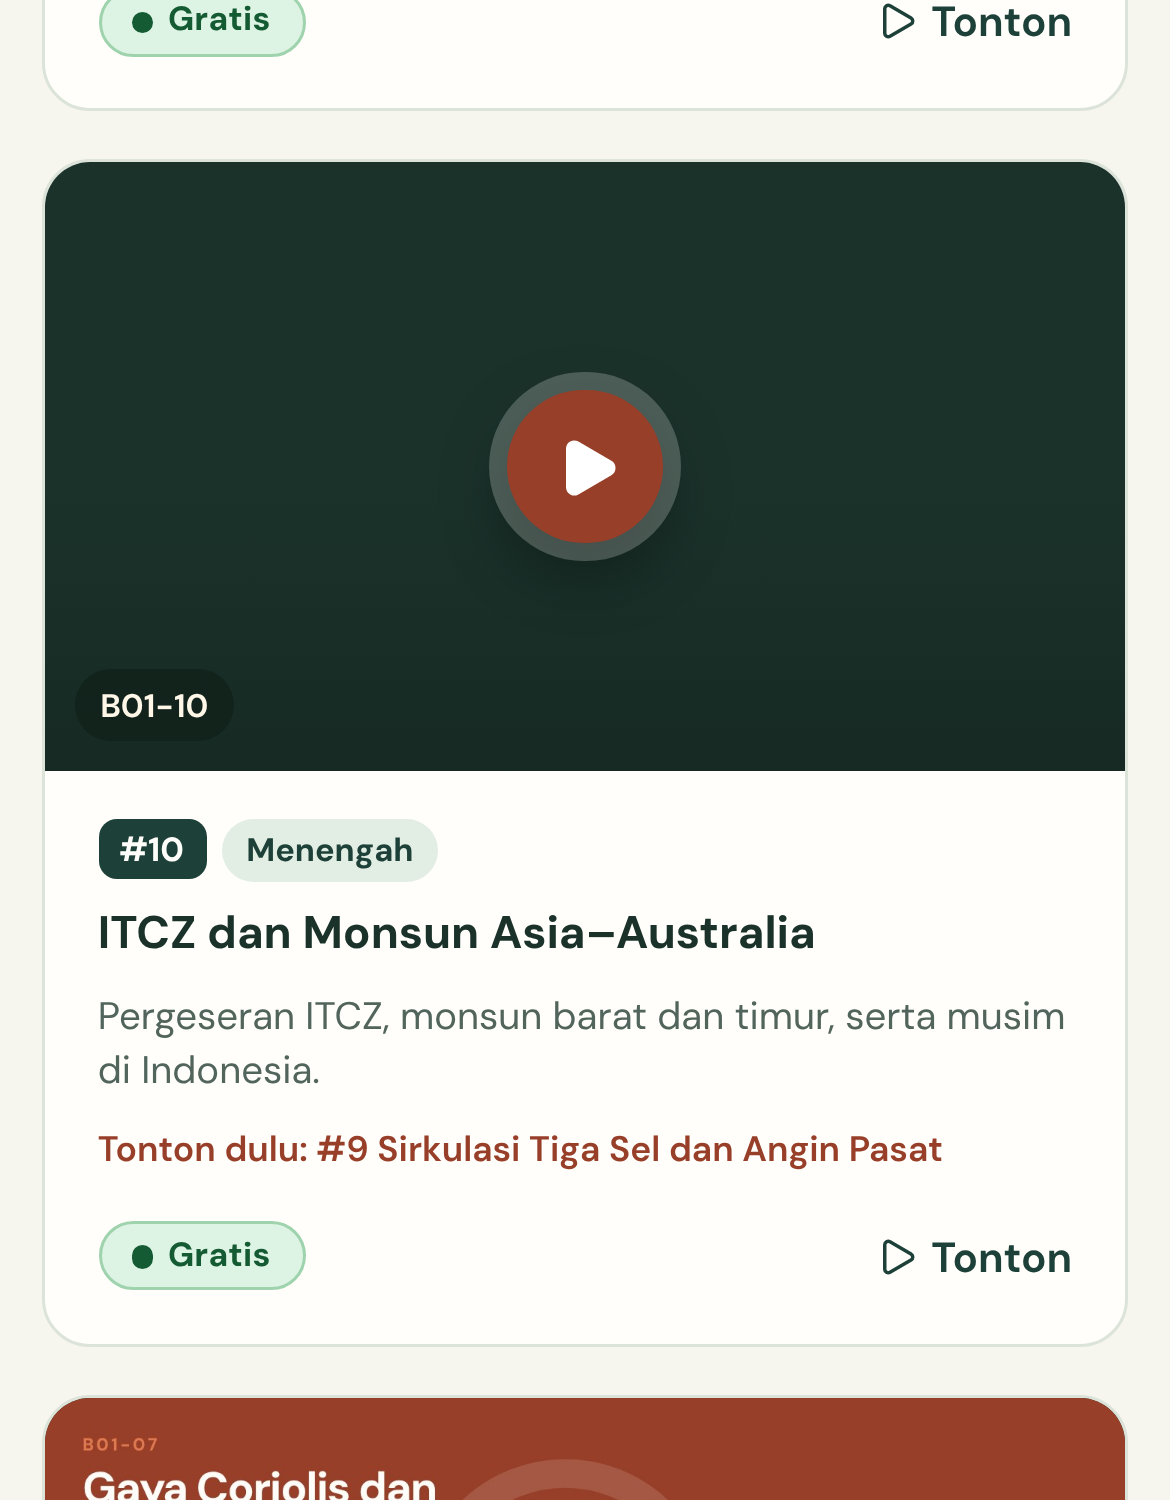 Gratis
Tonton
B01-10
#10 Menengah
ITCZ dan Monsun Asia–Australia
Pergeseran ITCZ, monsun barat dan timur, serta musim
di Indonesia.
Tonton dulu: #9 Sirkulasi Tiga Sel dan Angin Pasat
Gratis
Tonton
B01-07
Gaya Coriolis dan